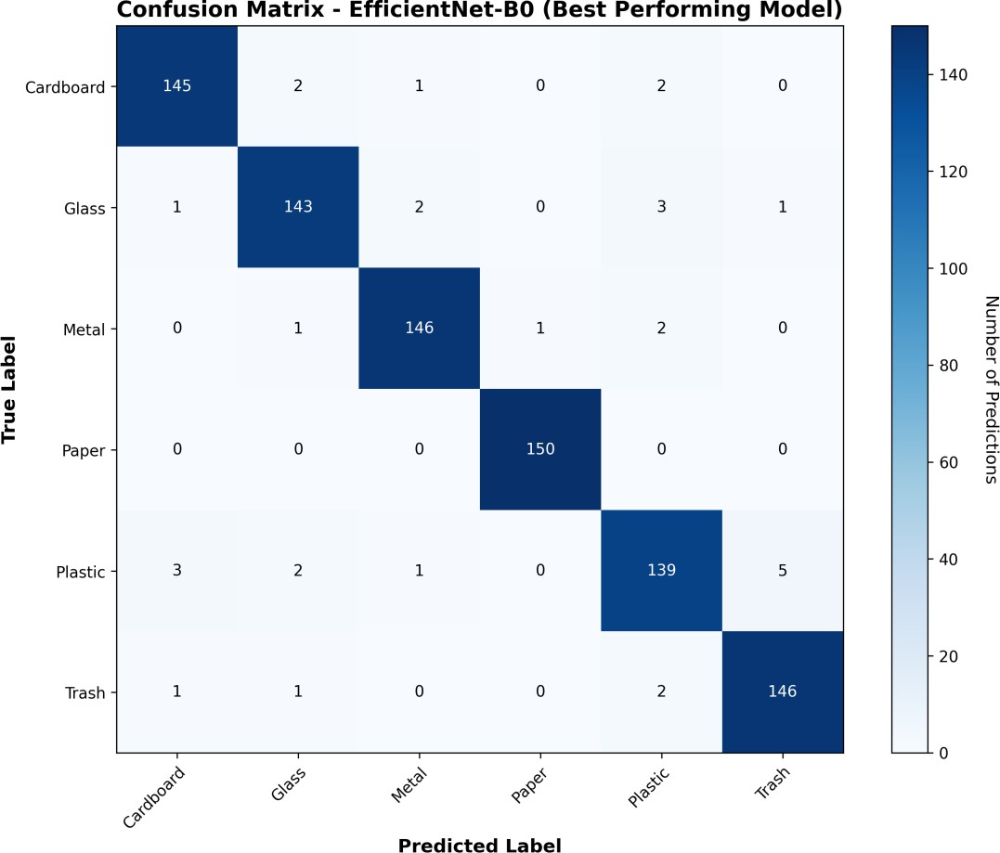 Confusion Matrix - EfficientNet-B0 (Best Performing Model)
Cardboard 145 2 1 0 2 0
Glass 1 143 2 0 3 1
Metal 0 1 146 1 2 0
Paper 0 0 0 150 0 0
Plastic 3 2 1 0 139 5
Trash 1 1 0 0 2 146
Cardboard Glass Metal Paper Plastic Trash
Predicted Label
True Label
140
120
100
80
60
40
20
0
Number of Predictions